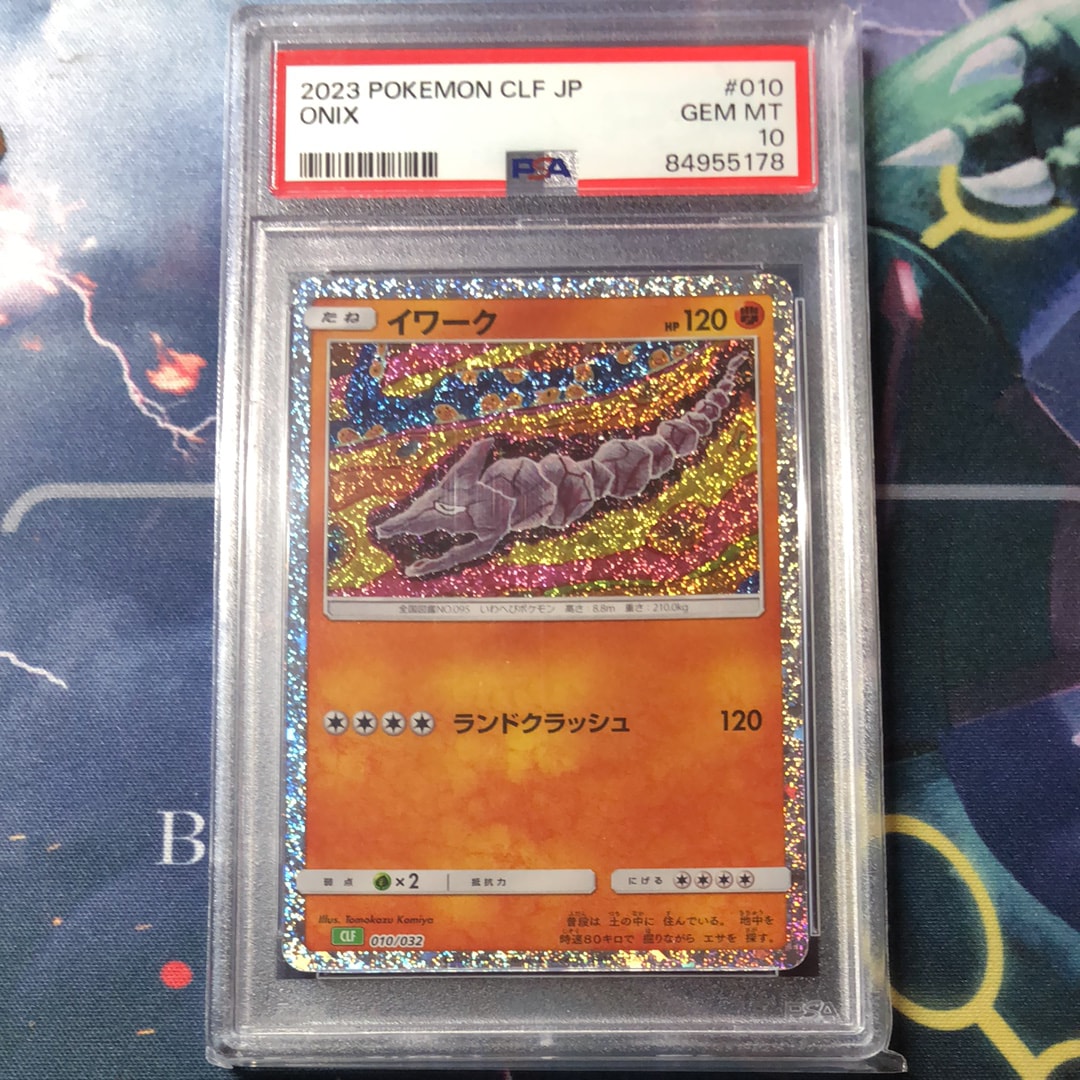 2023 POKEMON CLF JP #010
ONIX GEM MT
10
PSA 84955178
たね イワーク HP 120
全国図鑑NO.095 いわへびポケモン 高さ:8.8m 重さ:210.0kg
ランドクラッシュ 120
弱点 ×2 抵抗力 にげる
Illus. Tomokazu Komiya
普段は 土の中に 住んでいる。 地中を
時速80キロで 掘りながら エサを 探す。
CLF 010/032
B
PSA